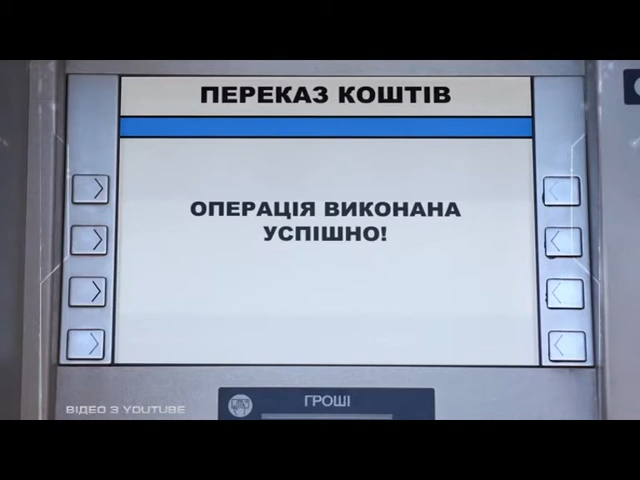 ПЕРЕКАЗ КОШТІВ
ОПЕРАЦІЯ ВИКОНАНА
УСПІШНО!
ГРОШІ
ВІДЕО З YOUTUBE